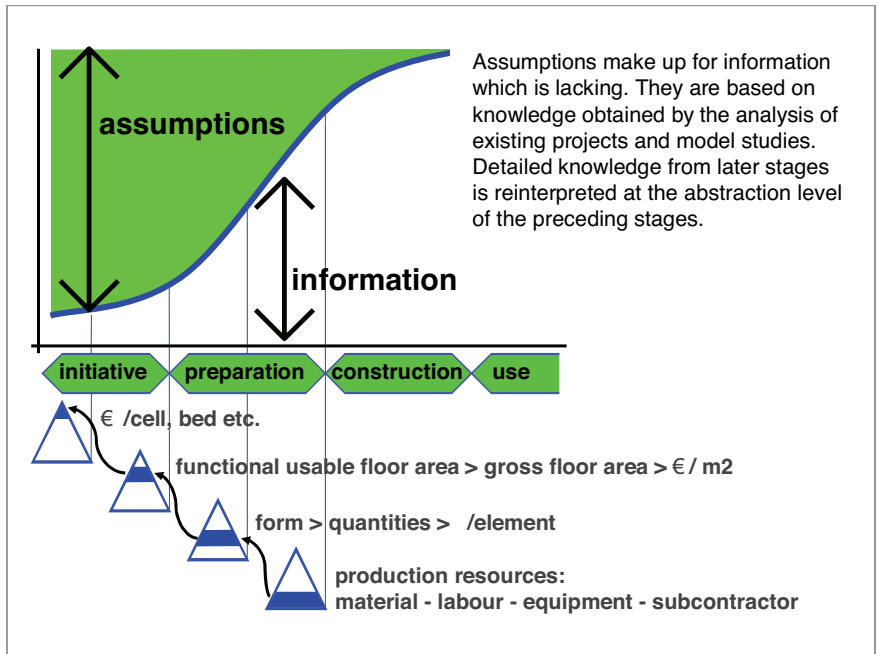 Assumptions make up for information
which is lacking. They are based on
knowledge obtained by the analysis of
existing projects and model studies.
Detailed knowledge from later stages
is reinterpreted at the abstraction level
of the preceding stages.
assumptions
information
initiative preparation construction use
€ /cell, bed etc.
functional usable floor area > gross floor area > € / m2
form > quantities > /element
production resources:
material - labour - equipment - subcontractor